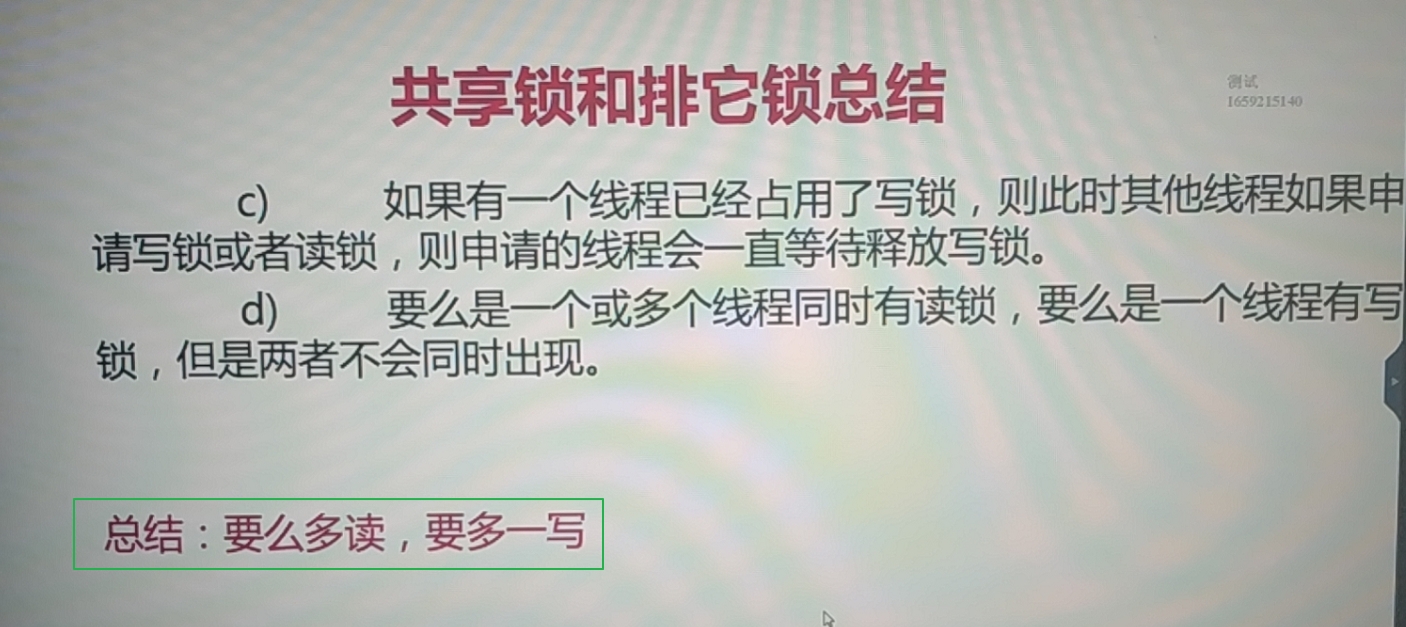 共享锁和排它锁总结
测试
1659215140
c) 如果有一个线程已经占用了写锁，则此时其他线程如果申
请写锁或者读锁，则申请的线程会一直等待释放写锁。
d) 要么是一个或多个线程同时有读锁，要么是一个线程有写
锁，但是两者不会同时出现。
总结：要么多读，要多一写